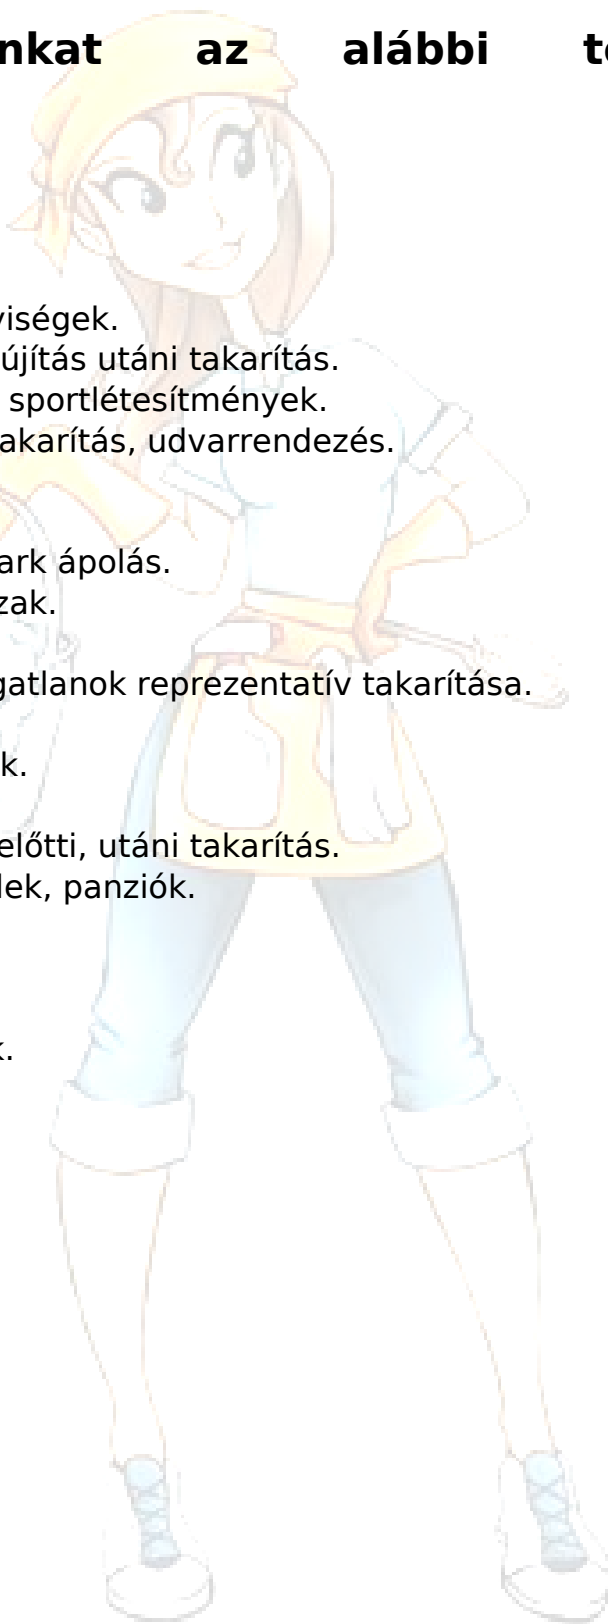 nkat az alábbi te
yiségek.
újítás utáni takarítás.
sportlétesítmények.
akarítás, udvarrendezés.
ark ápolás.
zak.
gatlanok reprezentatív takarítása.
k.
előtti, utáni takarítás.
lek, panziók.
k.